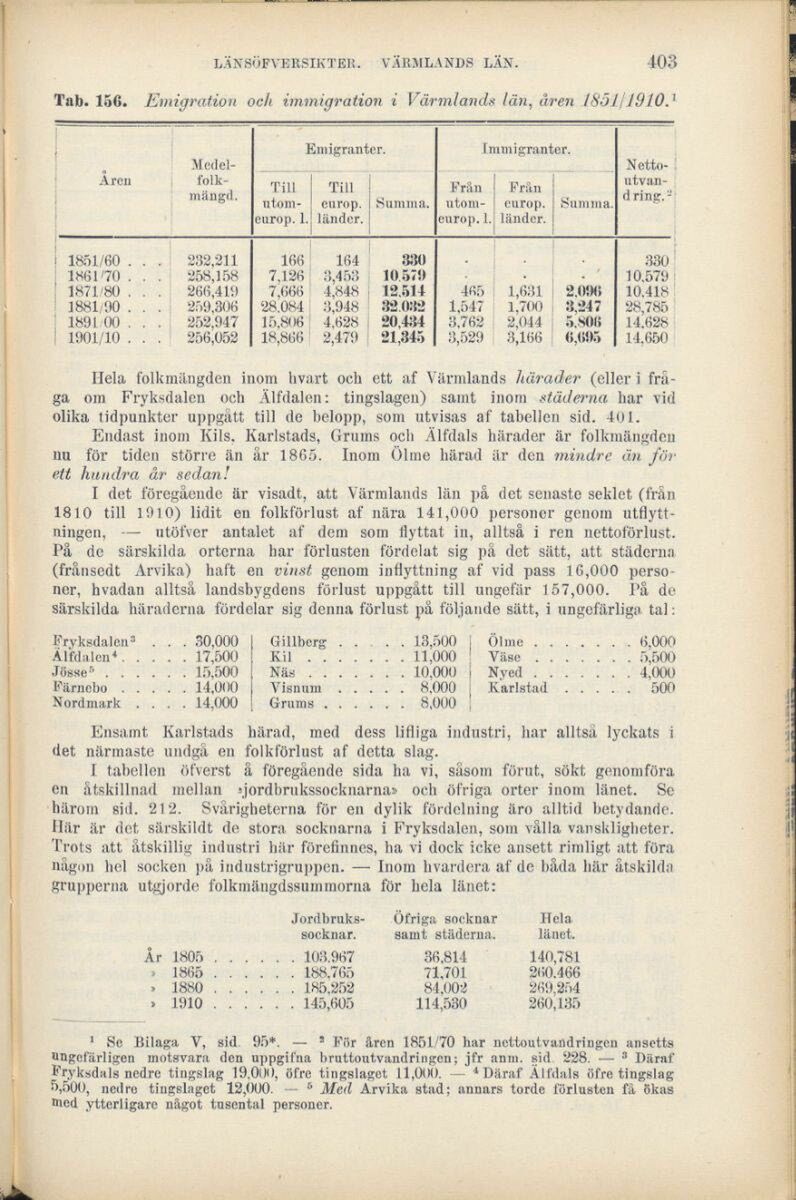 LÄNSÖFVERSIKTER. VÄRMLANDS LÄN. 403
Tab. 156. Emigration och immigration i Värmlands län, åren 1851/1910.¹
Åren Medel-folk-mängd. Emigranter. Immigranter. Netto-utvan-dring.²
Till utom-europ. l. Till europ. länder. Summa. Från utom-europ. l. Från europ. länder. Summa.
1851/60 . . . 232,211 166 164 330 . . . 330
1861/70 . . . 258,158 7,126 3,453 10,579 . . . 10,579
1871/80 . . . 266,419 7,666 4,848 12,514 465 1,631 2,096 10,418
1881/90 . . . 259,306 28,084 3,948 32,032 1,547 1,700 3,247 28,785
1891/00 . . . 252,947 15,806 4,628 20,434 3,762 2,044 5,806 14,628
1901/10 . . . 256,052 18,866 2,479 21,345 3,529 3,166 6,695 14,650
Hela folkmängden inom hvart och ett af Värmlands härader (eller i frå-
ga om Fryksdalen och Älfdalen: tingslagen) samt inom städerna har vid
olika tidpunkter uppgått till de belopp, som utvisas af tabellen sid. 401.
Endast inom Kils, Karlstads, Grums och Älfdals härader är folkmängden
nu för tiden större än år 1865. Inom Ölme härad är den mindre än för
ett hundra år sedan!
I det föregående är visadt, att Värmlands län på det senaste seklet (från
1810 till 1910) lidit en folkförlust af nära 141,000 personer genom utflytt-
ningen, — utöfver antalet af dem som flyttat in, alltså i ren nettoförlust.
På de särskilda orterna har förlusten fördelat sig på det sätt, att städerna
(frånsedt Arvika) haft en vinst genom inflyttning af vid pass 16,000 perso-
ner, hvadan alltså landsbygdens förlust uppgått till ungefär 157,000. På de
särskilda häraderna fördelar sig denna förlust på följande sätt, i ungefärliga tal:
Fryksdalen³ . . . 30,000 Gillberg . . . . . 13,500 Ölme . . . . . . . 6,000
Älfdalen⁴ . . . . . 17,500 Kil . . . . . . . 11,000 Väse . . . . . . . 5,500
Jösse⁵ . . . . . . 15,500 Näs . . . . . . . 10,000 Nyed . . . . . . . 4,000
Färnebo . . . . . 14,000 Visnum . . . . . 8,000 Karlstad . . . . . 500
Nordmark . . . . 14,000 Grums . . . . . . 8,000
Ensamt Karlstads härad, med dess lifliga industri, har alltså lyckats i
det närmaste undgå en folkförlust af detta slag.
I tabellen öfverst å föregående sida ha vi, såsom förut, sökt genomföra
en åtskillnad mellan »jordbrukssocknarna» och öfriga orter inom länet. Se
härom sid. 212. Svårigheterna för en dylik fördelning äro alltid betydande.
Här är det särskildt de stora socknarna i Fryksdalen, som vålla vanskligheter.
Trots att åtskillig industri här förefinnes, ha vi dock icke ansett rimligt att föra
någon hel socken på industrigruppen. — Inom hvardera af de båda här åtskilda
grupperna utgjorde folkmängdssummorna för hela länet:
Jordbruks- Öfriga socknar Hela
socknar. samt städerna. länet.
År 1805 . . . . . . 103,967 36,814 140,781
» 1865 . . . . . . 188,765 71,701 260,466
» 1880 . . . . . . 185,252 84,002 269,254
» 1910 . . . . . . 145,605 114,530 260,135
¹ Se Bilaga V, sid. 95*. — ² För åren 1851/70 har nettoutvandringen ansetts
ungefärligen motsvara den uppgifna bruttoutvandringen; jfr anm. sid. 228. — ³ Däraf
Fryksdals nedre tingslag 19,000, öfre tingslaget 11,000. — ⁴ Däraf Älfdals öfre tingslag
5,500, nedre tingslaget 12,000. — ⁵ Med Arvika stad; annars torde förlusten få ökas
med ytterligare något tusental personer.